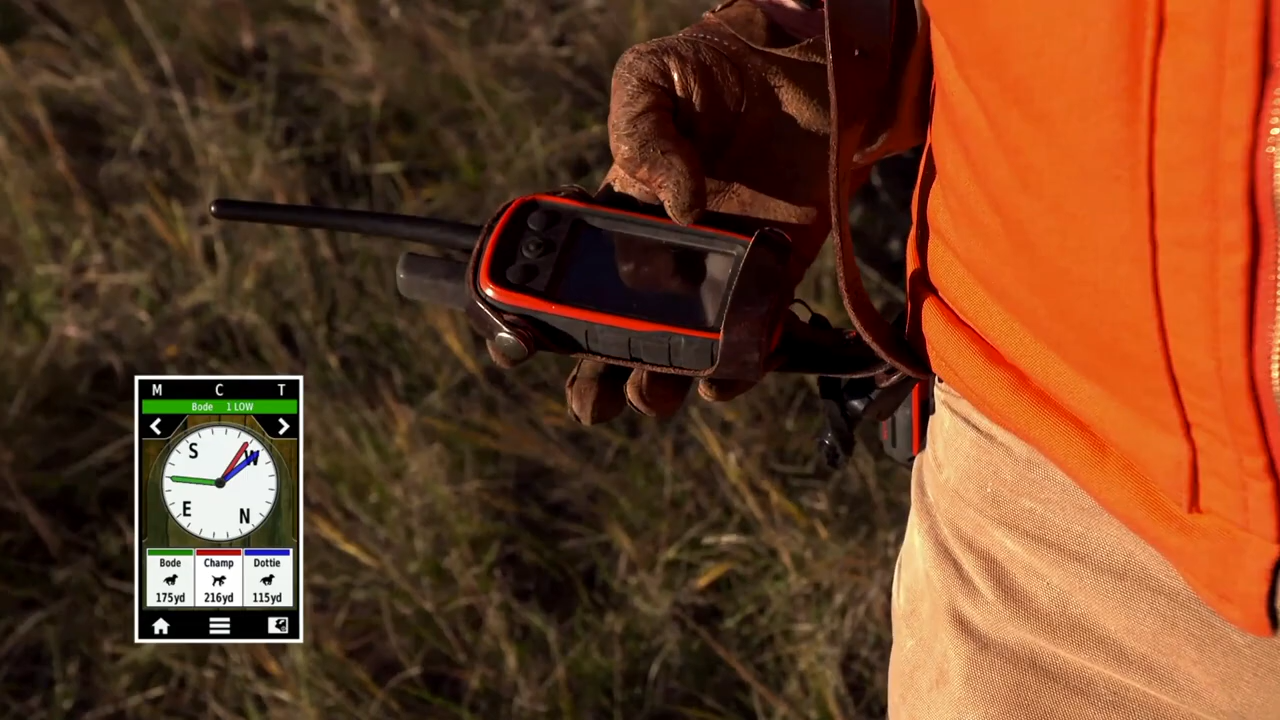 M C T
Bode 1 LOW
S W
E N
Bode Champ Dottie
175yd 216yd 115yd